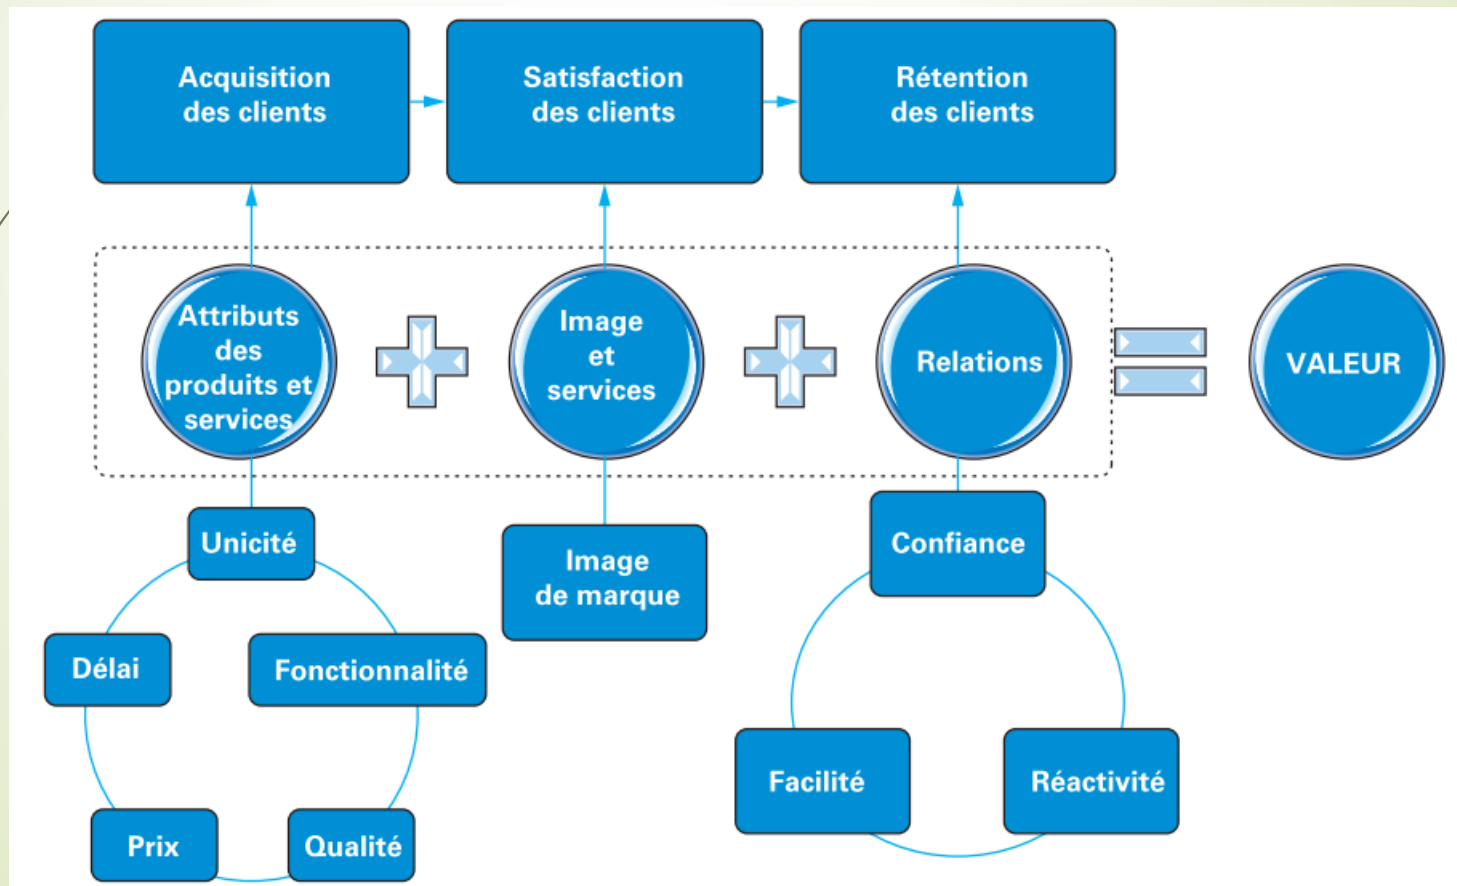 Acquisition
des clients
Satisfaction
des clients
Rétention
des clients
Attributs
des
produits et
services
Image
et
services
Relations
VALEUR
Unicité
Délai
Fonctionnalité
Prix
Qualité
Image
de marque
Confiance
Facilité
Réactivité